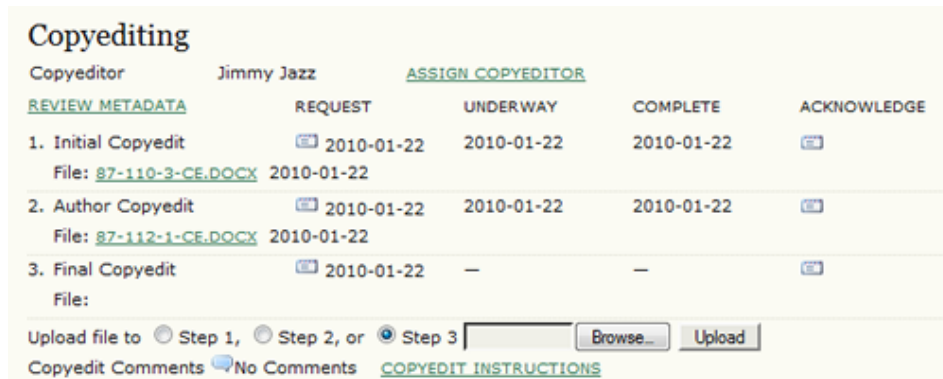 Copyediting
Copyeditor Jimmy Jazz ASSIGN COPYEDITOR
REVIEW METADATA REQUEST UNDERWAY COMPLETE ACKNOWLEDGE
1. Initial Copyedit 2010-01-22 2010-01-22 2010-01-22
File: 87-110-3-CE.DOCX 2010-01-22
2. Author Copyedit 2010-01-22 2010-01-22 2010-01-22
File: 87-112-1-CE.DOCX 2010-01-22
3. Final Copyedit 2010-01-22 — —
File:
Upload file to Step 1, Step 2, or Step 3 Browse... Upload
Copyedit Comments No Comments COPYEDIT INSTRUCTIONS